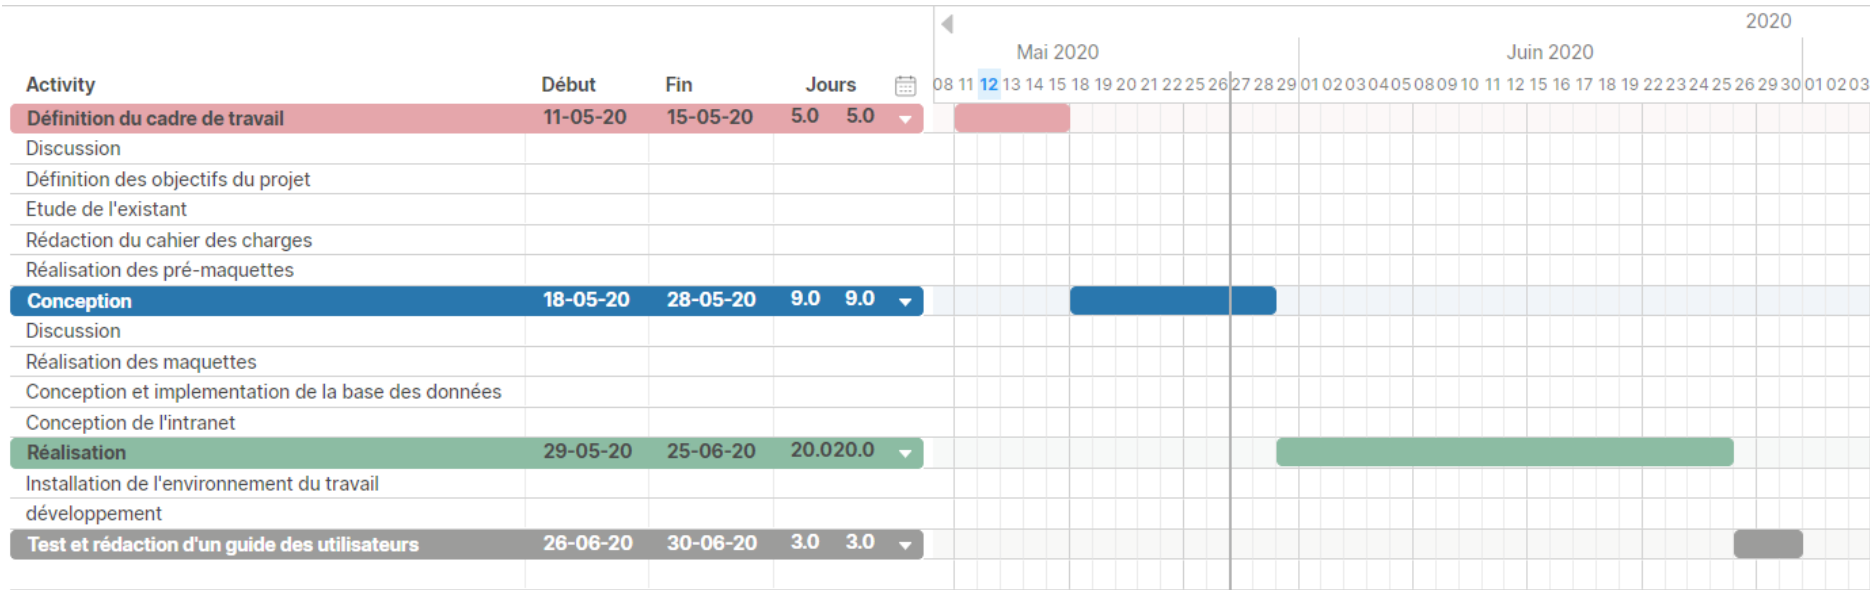 2020
Mai 2020 Juin 2020
Activity Début Fin Jours 08 11 12 13 14 15 18 19 20 21 22 25 26 27 28 29 01 02 03 04 05 08 09 10 11 12 15 16 17 18 19 22 23 24 25 26 29 30 01 02 03
Définition du cadre de travail 11-05-20 15-05-20 5.0 5.0
Discussion
Définition des objectifs du projet
Etude de l'existant
Rédaction du cahier des charges
Réalisation des pré-maquettes
Conception 18-05-20 28-05-20 9.0 9.0
Discussion
Réalisation des maquettes
Conception et implementation de la base des données
Conception de l'intranet
Réalisation 29-05-20 25-06-20 20.0 20.0
Installation de l'environnement du travail
développement
Test et rédaction d'un guide des utilisateurs 26-06-20 30-06-20 3.0 3.0